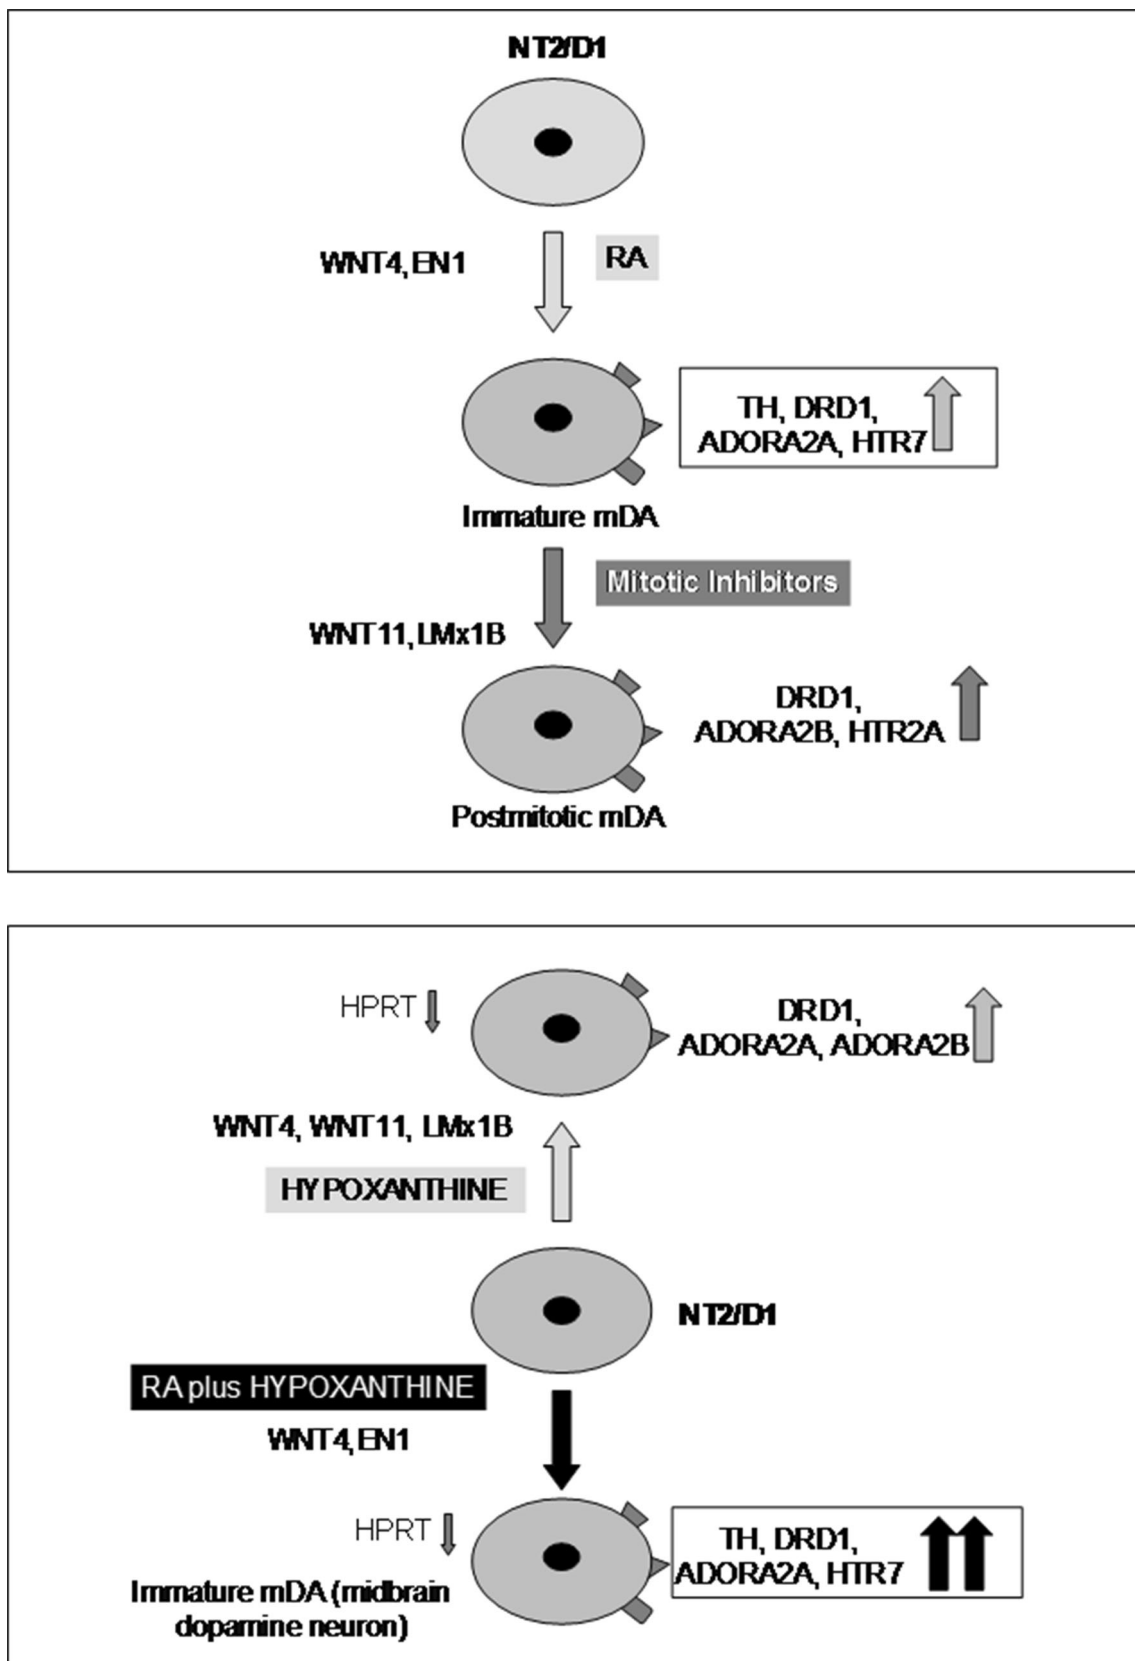 NT2/D1
WNT4, EN1
RA
TH, DRD1,
ADORA2A, HTR7
Immature mDA
Mitotic Inhibitors
WNT11, LMx1B
DRD1,
ADORA2B, HTR2A
Postmitotic mDA
HPRT
DRD1,
ADORA2A, ADORA2B
WNT4, WNT11, LMx1B
HYPOXANTHINE
NT2/D1
RA plus HYPOXANTHINE
WNT4, EN1
HPRT
TH, DRD1,
ADORA2A, HTR7
Immature mDA (midbrain
dopamine neuron)